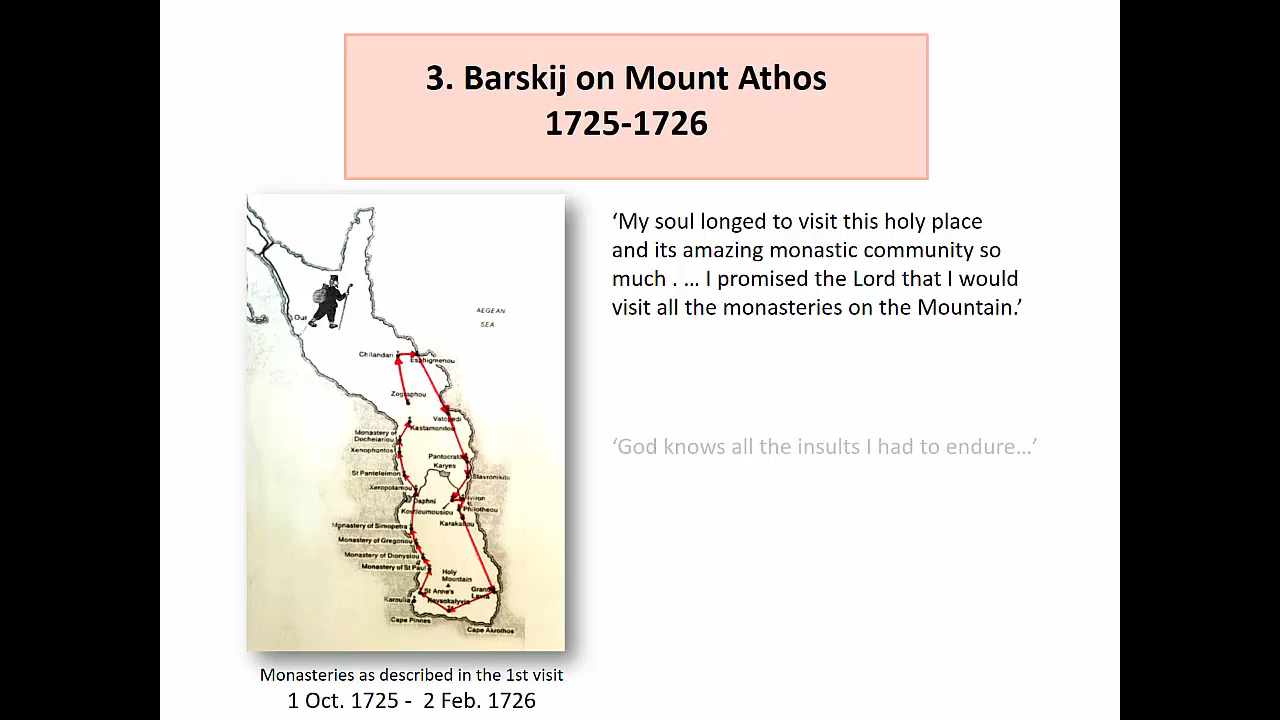 3. Barskij on Mount Athos
1725-1726
‘My soul longed to visit this holy place
and its amazing monastic community so
much . … I promised the Lord that I would
visit all the monasteries on the Mountain.’
‘God knows all the insults I had to endure…’
AEGEAN
SEA
Our
Chilandari
Esphigmenou
Zographou
Vatopedi
Kastamonitou
Monastery of
Docheiariou
Xenophontos
Pantocrato
Karyes
St Panteleimon
Stavronikita
Xeropotamou
Daphni
Iviron
Koutloumousiou
Philotheou
Karakallou
Monastery of Simopetra
Monastery of Gregoriou
Monastery of Dionysiou
Monastery of St Paul
Holy
Mountain
St Anne's
Grand
Lavra
Karoulia
Kavsokalyvia
Cape Pinnes
Cape Akrothos
Monasteries as described in the 1st visit
1 Oct. 1725 - 2 Feb. 1726